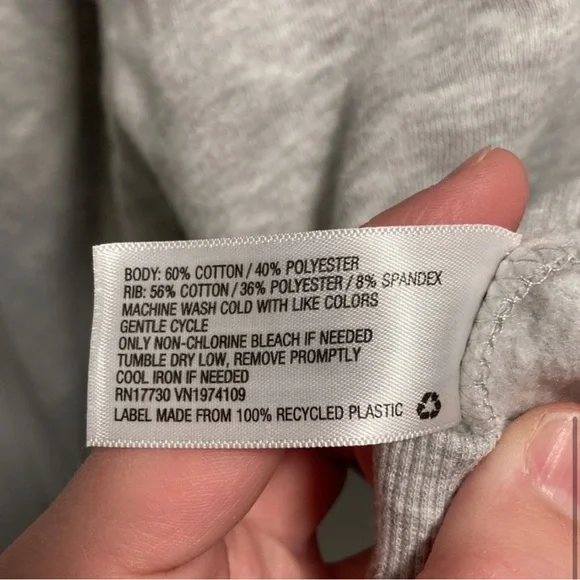 BODY: 60% COTTON / 40% POLYESTER
RIB: 56% COTTON / 36% POLYESTER / 8% SPANDEX
MACHINE WASH COLD WITH LIKE COLORS
GENTLE CYCLE
ONLY NON-CHLORINE BLEACH IF NEEDED
TUMBLE DRY LOW, REMOVE PROMPTLY
COOL IRON IF NEEDED
RN17730 VN1974109
LABEL MADE FROM 100% RECYCLED PLASTIC